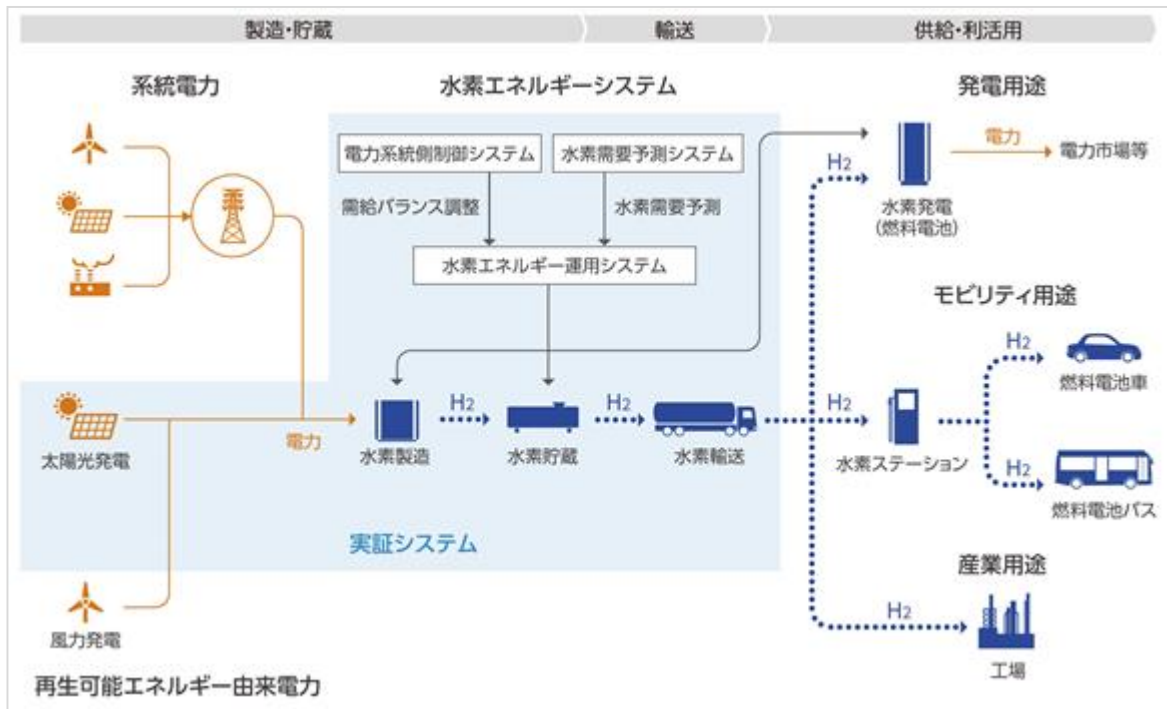 製造・貯蔵
輸送
供給・利活用
系統電力
水素エネルギーシステム
発電用途
電力系統側制御システム
水素需要予測システム
電力
電力市場等
H2
需給バランス調整
水素需要予測
水素発電
(燃料電池)
水素エネルギー運用システム
モビリティ用途
H2
燃料電池車
H2
H2
H2
電力
太陽光発電
水素製造
水素貯蔵
水素輸送
水素ステーション
H2
燃料電池バス
実証システム
産業用途
H2
風力発電
工場
再生可能エネルギー由来電力